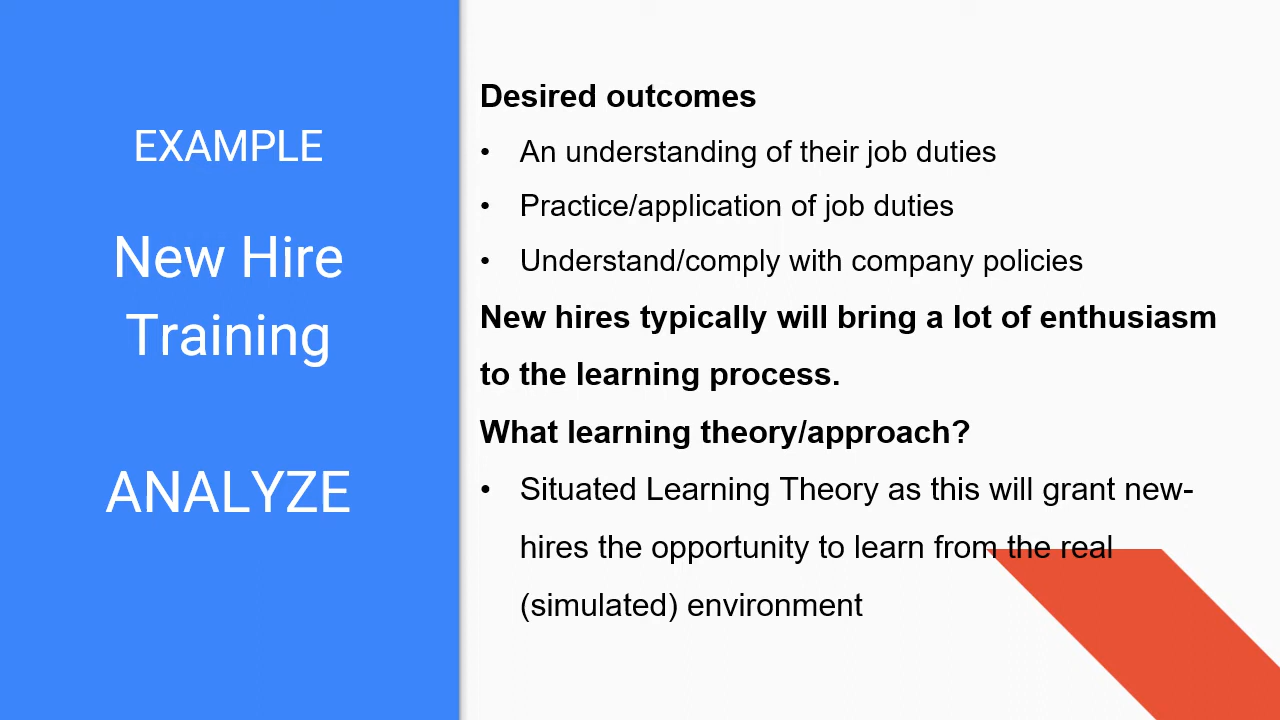 EXAMPLE
New Hire
Training
ANALYZE
Desired outcomes
• An understanding of their job duties
• Practice/application of job duties
• Understand/comply with company policies
New hires typically will bring a lot of enthusiasm
to the learning process.
What learning theory/approach?
• Situated Learning Theory as this will grant new-
hires the opportunity to learn from the real
(simulated) environment